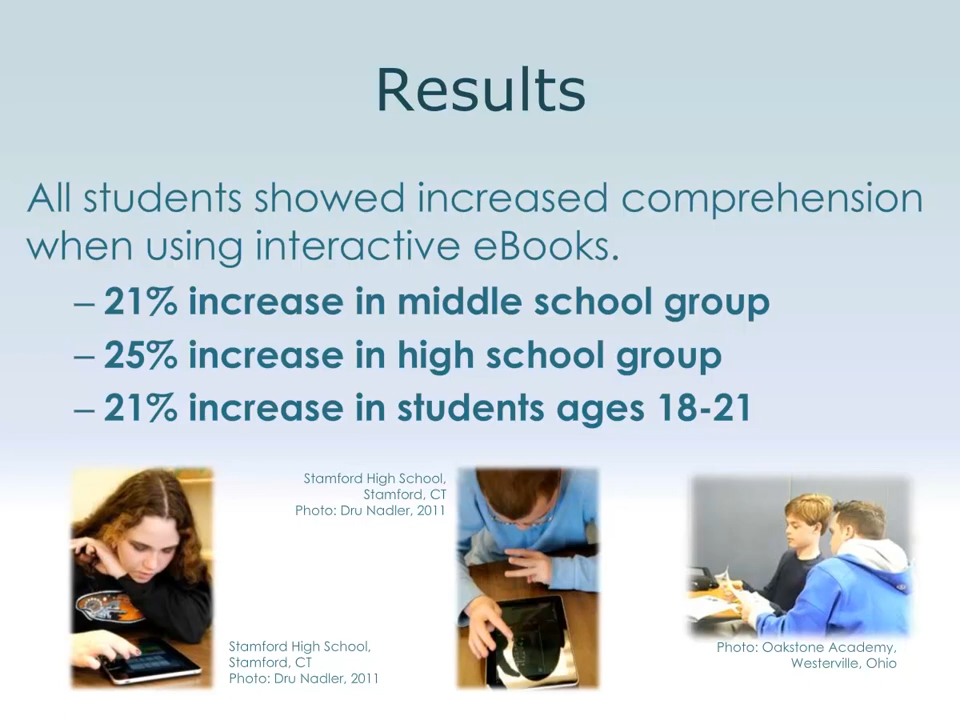 Results
All students showed increased comprehension
when using interactive eBooks.
– 21% increase in middle school group
– 25% increase in high school group
– 21% increase in students ages 18-21
Stamford High School,
Stamford, CT
Photo: Dru Nadler, 2011
Stamford High School,
Stamford, CT
Photo: Dru Nadler, 2011
Photo: Oakstone Academy,
Westerville, Ohio